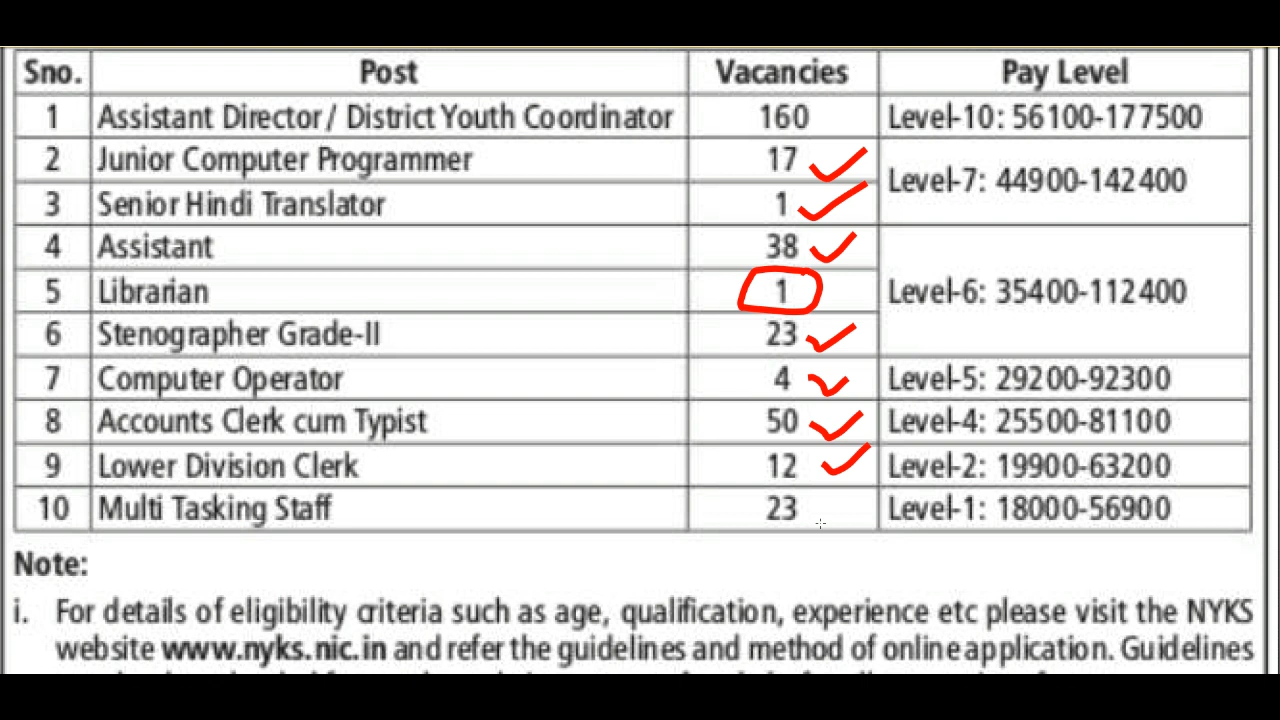 Sno. Post Vacancies Pay Level
1 Assistant Director / District Youth Coordinator 160 Level-10: 56100-177500
2 Junior Computer Programmer 17 Level-7: 44900-142400
3 Senior Hindi Translator 1
4 Assistant 38 Level-6: 35400-112400
5 Librarian 1
6 Stenographer Grade-II 23
7 Computer Operator 4 Level-5: 29200-92300
8 Accounts Clerk cum Typist 50 Level-4: 25500-81100
9 Lower Division Clerk 12 Level-2: 19900-63200
10 Multi Tasking Staff 23 Level-1: 18000-56900
Note:
i. For details of eligibility criteria such as age, qualification, experience etc please visit the NYKS
website www.nyks.nic.in and refer the guidelines and method of online application. Guidelines